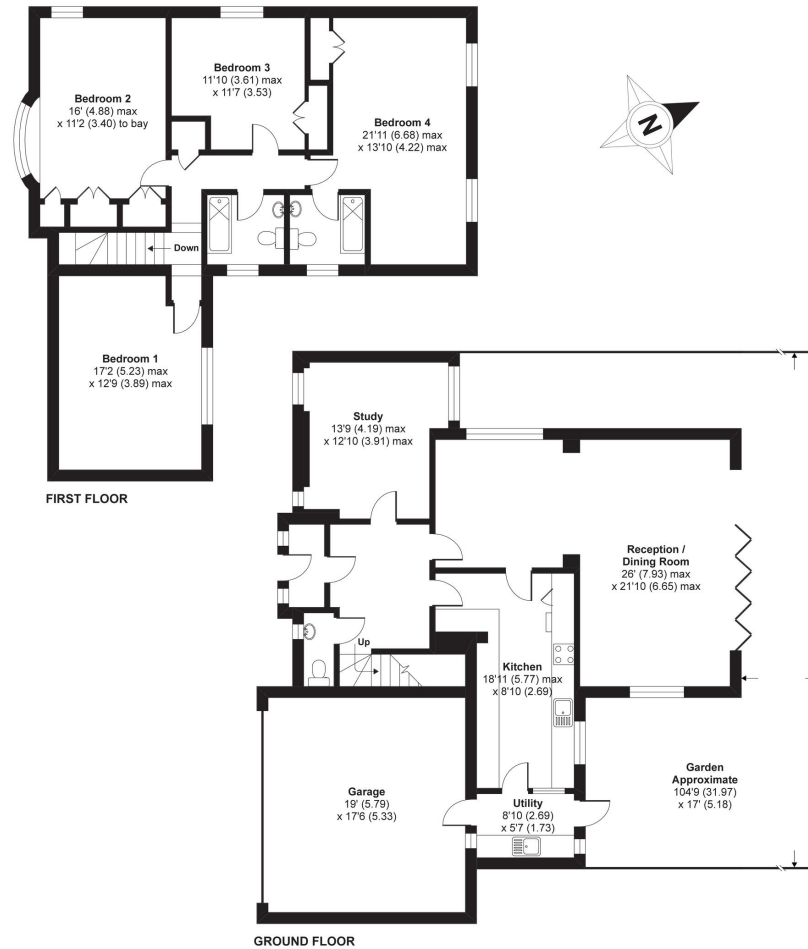 Bedroom 2
16' (4.88) max
x 11'2 (3.40) to bay
Bedroom 3
11'10 (3.61) max
x 11'7 (3.53)
Bedroom 4
21'11 (6.68) max
x 13'10 (4.22) max
N
Down
Bedroom 1
17'2 (5.23) max
x 12'9 (3.89) max
FIRST FLOOR
Study
13'9 (4.19) max
x 12'10 (3.91) max
Reception /
Dining Room
26' (7.93) max
x 21'10 (6.65) max
Up
Kitchen
18'11 (5.77) max
x 8'10 (2.69)
Garage
19' (5.79)
x 17'6 (5.33)
Utility
8'10 (2.69)
x 5'7 (1.73)
Garden
Approximate
104'9 (31.97)
x 17' (5.18)
GROUND FLOOR